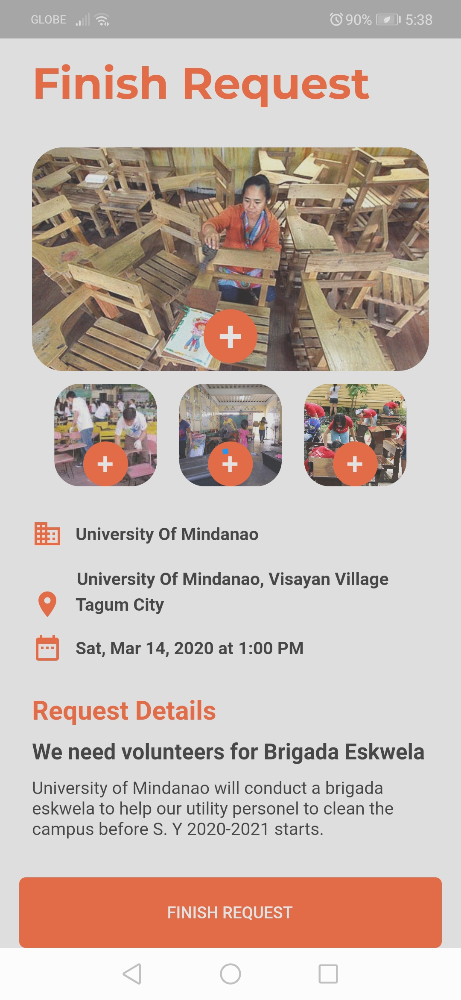 GLOBE 90% 5:38
Finish Request
University Of Mindanao
University Of Mindanao, Visayan Village
Tagum City
Sat, Mar 14, 2020 at 1:00 PM
Request Details
We need volunteers for Brigada Eskwela
University of Mindanao will conduct a brigada
eskwela to help our utility personel to clean the
campus before S. Y 2020-2021 starts.
FINISH REQUEST